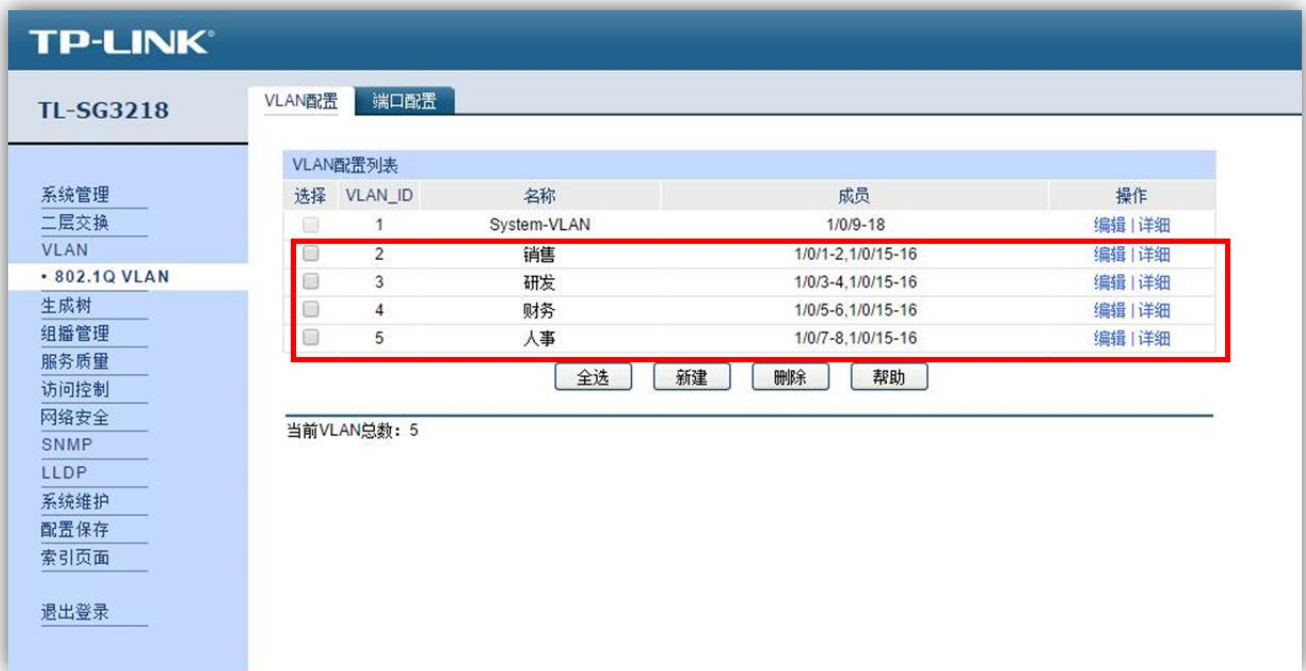 TP-LINK®
TL-SG3218
VLAN配置 端口配置
系统管理
二层交换
VLAN
• 802.1Q VLAN
生成树
组播管理
服务质量
访问控制
网络安全
SNMP
LLDP
系统维护
配置保存
索引页面
退出登录
VLAN配置列表
选择 VLAN_ID 名称 成员 操作
1 System-VLAN 1/0/9-18 编辑 | 详细
2 销售 1/0/1-2,1/0/15-16 编辑 | 详细
3 研发 1/0/3-4,1/0/15-16 编辑 | 详细
4 财务 1/0/5-6,1/0/15-16 编辑 | 详细
5 人事 1/0/7-8,1/0/15-16 编辑 | 详细
全选 新建 删除 帮助
当前VLAN总数：5